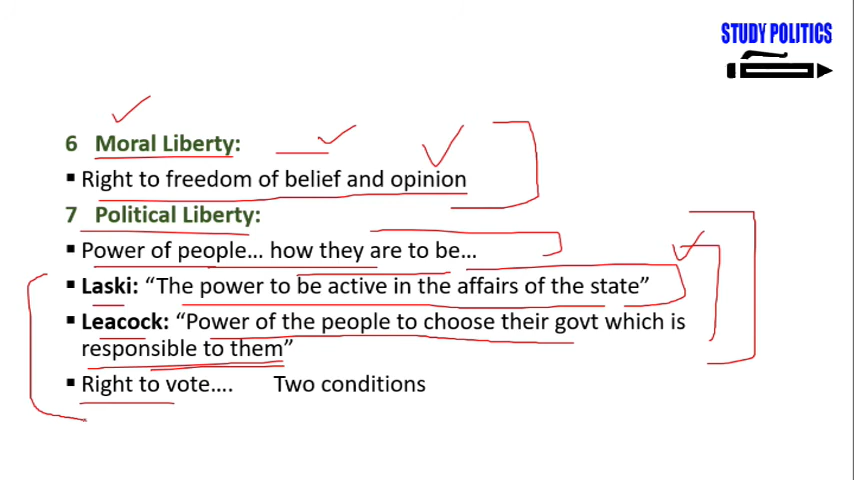 STUDY POLITICS
6 Moral Liberty:
▪ Right to freedom of belief and opinion
7 Political Liberty:
▪ Power of people... how they are to be...
▪ Laski: “The power to be active in the affairs of the state”
▪ Leacock: “Power of the people to choose their govt which is
responsible to them”
▪ Right to vote.... Two conditions